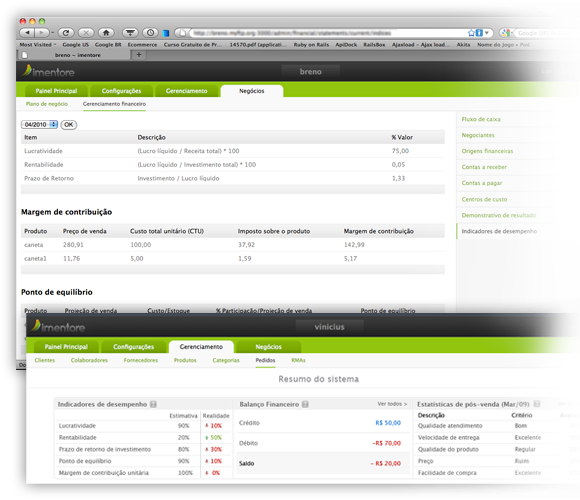 http://breno.myftp.org:3000/admin/financial/statements/current/indices
Most Visited Google US Google BR Ecommerce Curso Gratuito de Pr... 14570.pdf (applicati... Ruby on Rails ApiDock RailsBox Ajaxload - Ajax load... Akita Nome do Jogo
breno — imentore
imentore breno
Painel Principal Configurações Gerenciamento Negócios
Plano de negócio Gerenciamento financeiro
04/2010 OK
Item Descrição % Valor
Lucratividade (Lucro líquido / Receita total) * 100 75,00
Rentabilidade (Lucro líquido / Investimento total) * 100 0,05
Prazo de Retorno Investimento / Lucro líquido 1,33
Fluxo de caixa
Negociantes
Origens financeiras
Contas a receber
Contas a pagar
Centros de custo
Demonstrativo de resultado
Indicadores de desempenho
Margem de contribuição
Produto Preço de venda Custo total unitário (CTU) Imposto sobre o produto Margem de contribuição
caneta 280,91 100,00 37,92 142,99
caneta1 11,76 5,00 1,59 5,17
Ponto de equilíbrio
Produto Projeção de venda Custo/Estoque % Participação/Projeção de venda Ponto de equilíbrio
imentore vinicius
Painel Principal Configurações Gerenciamento Negócios
Clientes Colaboradores Fornecedores Produtos Categorias Pedidos RMAs
Resumo do sistema
Indicadores de desempenho ?
Estimativa Realidade
Lucratividade 90% 10%
Rentabilidade 20% 50%
Prazo de retorno de investimento 80% 30%
Ponto de equilíbrio 90% 10%
Margem de contribuição unitária 100% 0%
Balanço Financeiro ? Ver todos >
Crédito R$ 50,00
Débito -R$ 70,00
Saldo - R$ 20,00
Estatísticas de pós-venda (Mar/09) ?
Descrição Critério
Qualidade atendimento Bom
Velocidade de entrega Excelente
Qualidade do produto Regular
Preço Ruim
Facilidade de compra Excelente